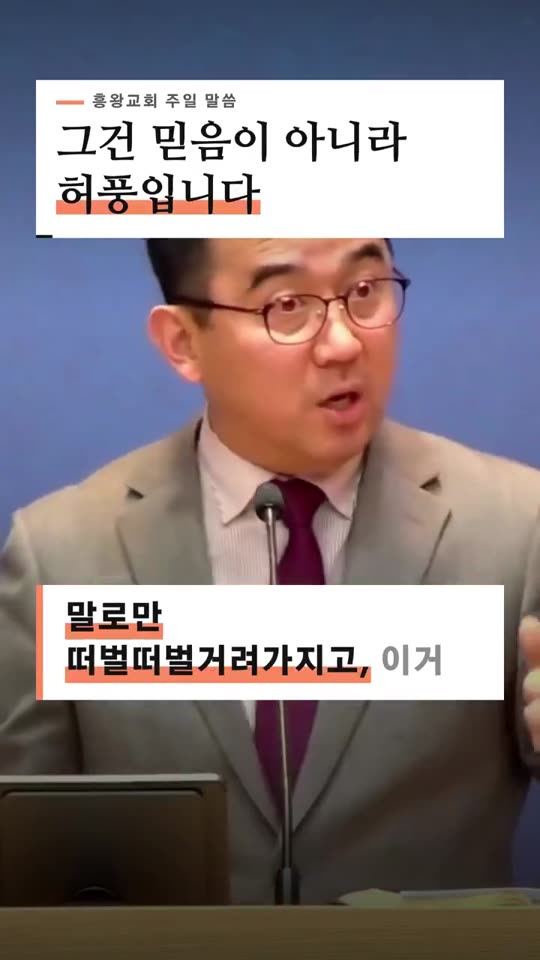 흥왕교회 주일 말씀
그건 믿음이 아니라
허풍입니다
말로만
떠벌떠벌거려가지고, 이거